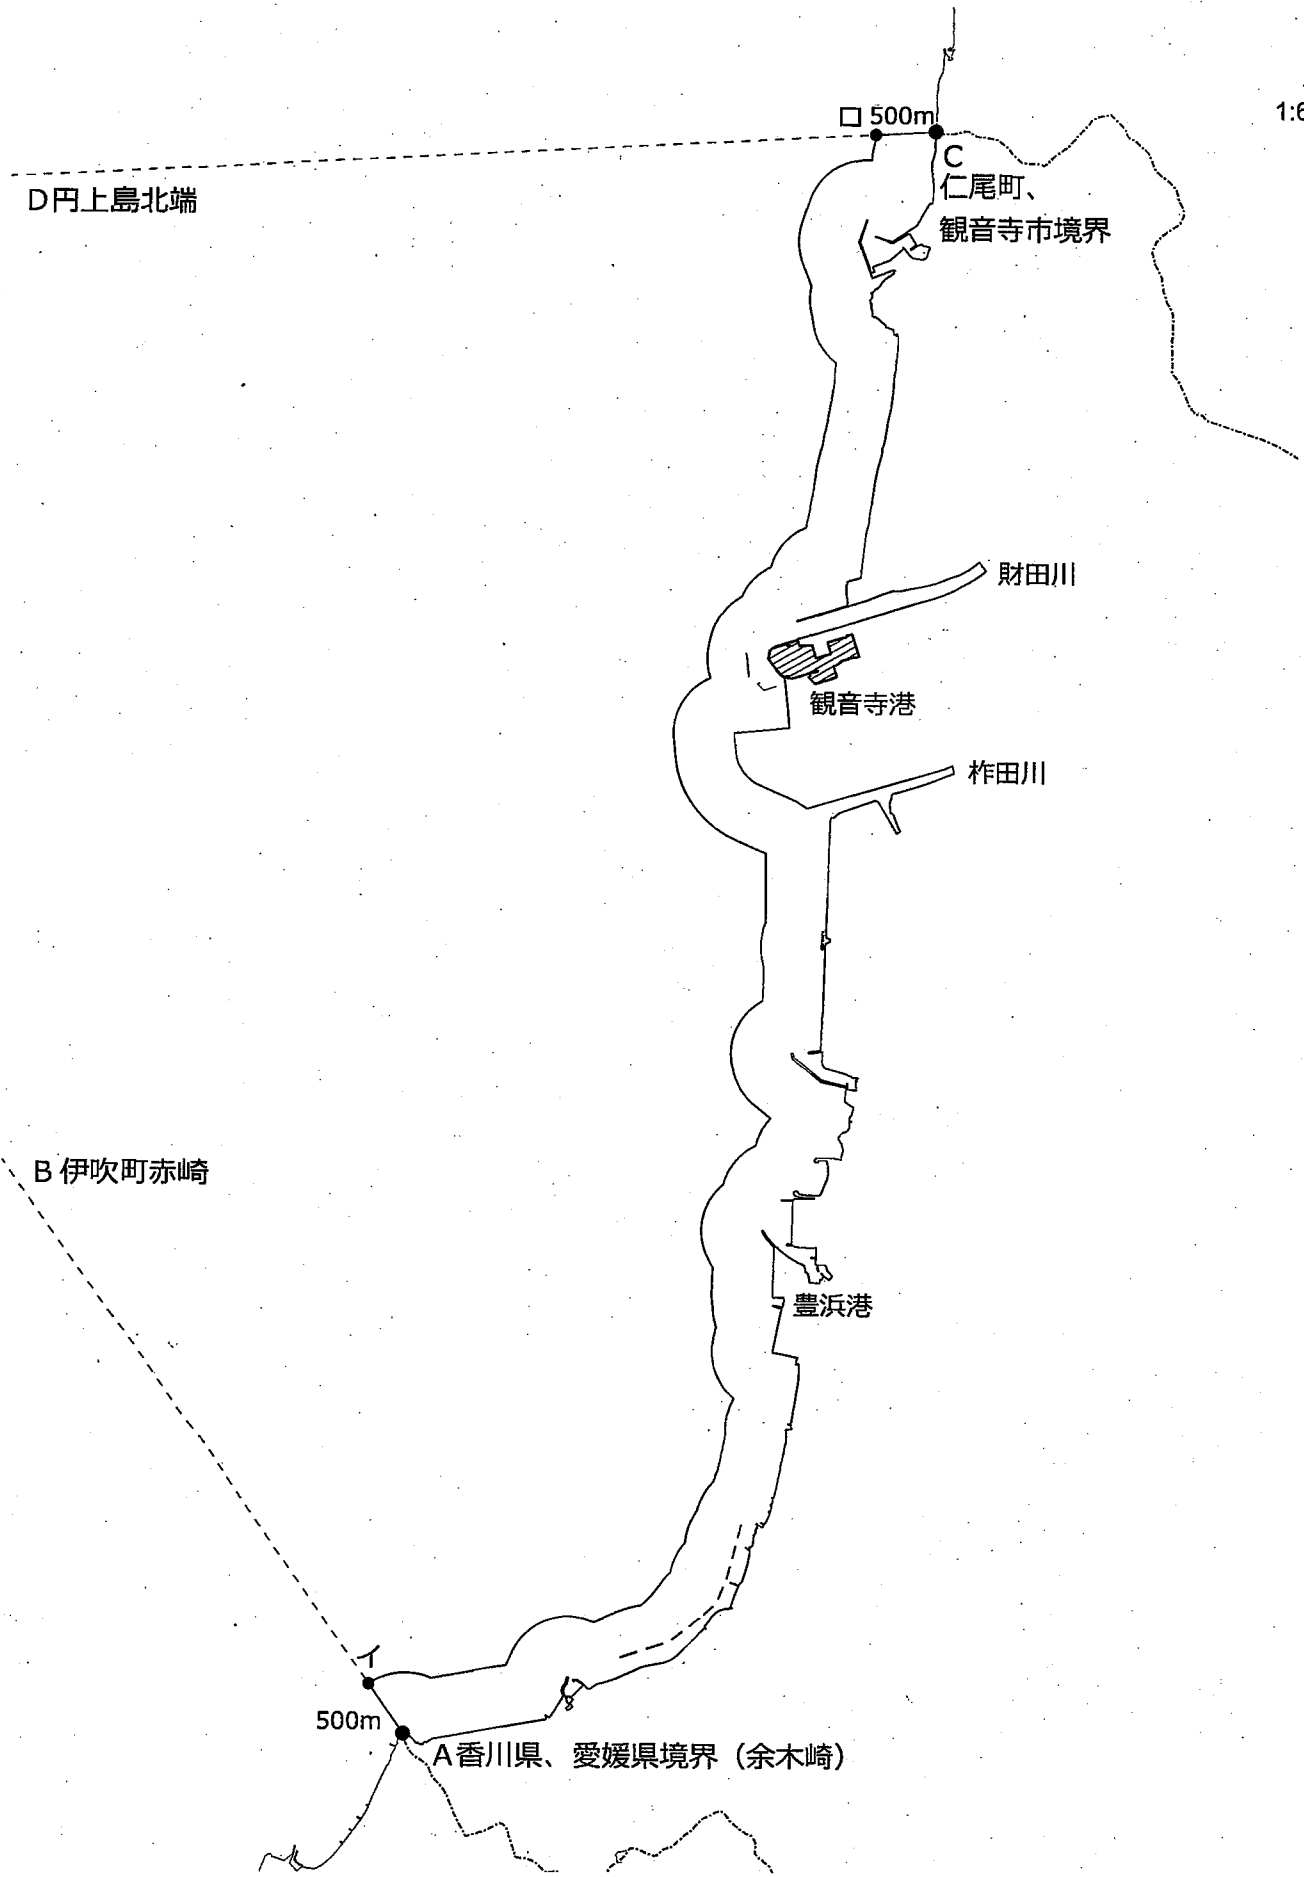 1:6
ロ 500m
C
仁尾町、
観音寺市境界
D円上島北端
財田川
観音寺港
柞田川
B 伊吹町赤崎
豊浜港
イ
500m
A香川県、愛媛県境界（余木崎）